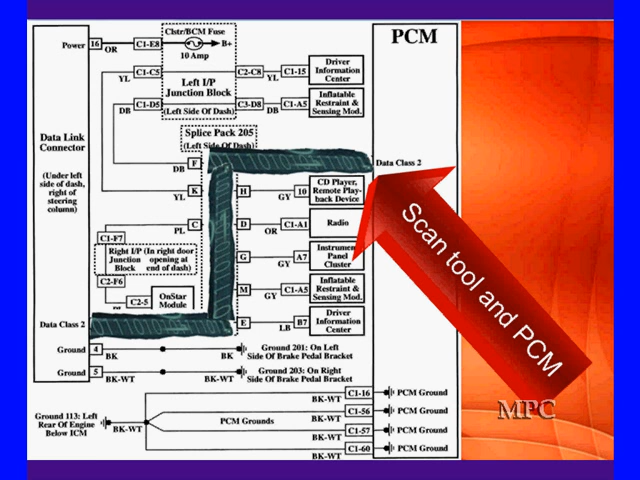 PCM
Clstr/BCM Fuse
Power 16 OR C1-E8 B+
10 Amp
C1-C5 YL
Left I/P
Junction Block
(Left Side Of Dash)
C2-C8 YL C1-15
Driver
Information
Center
C1-D5 DB
C3-D8 DB C1-A5
Inflatable
Restraint &
Sensing Mod.
Splice Pack 205
(Left Side Of Dash)
Data Link
Connector
(Under left
side of dash,
right of
steering
column)
F DB
Data Class 2
K YL
H GY 10
CD Player,
Remote Play-
back Device
C PL
D OR C1-A1
Radio
C1-F7
Right I/P (In right door
Junction opening at
Block end of dash)
G GY A7
Instrument
Panel
Cluster
C2-F6
C2-5
OnStar
Module
M GY C1-A5
Inflatable
Restraint &
Sensing Mod.
Data Class 2
E LB B7
Driver
Information
Center
Ground 4 BK BK
Ground 201: On Left
Side Of Brake Pedal Bracket
Ground 5 BK-WT BK-WT
Ground 203: On Right
Side Of Brake Pedal Bracket
Ground 113: Left
Rear Of Engine
Below ICM
BK-WT
PCM Grounds
BK-WT C1-16 PCM Ground
BK-WT C1-56 PCM Ground
BK-WT C1-57 PCM Ground
BK-WT C1-60 PCM Ground
Scan tool and PCM
MPC